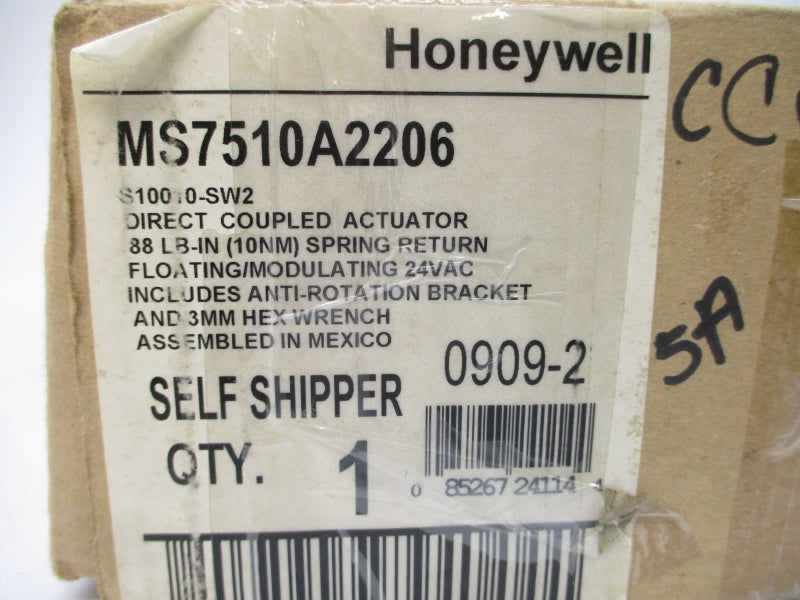 Honeywell
MS7510A2206
S10010-SW2
DIRECT COUPLED ACTUATOR
88 LB-IN (10NM) SPRING RETURN
FLOATING/MODULATING 24VAC
INCLUDES ANTI-ROTATION BRACKET
AND 3MM HEX WRENCH
ASSEMBLED IN MEXICO
SELF SHIPPER 0909-2
QTY. 1
0 85267 24114 4
CC
5A